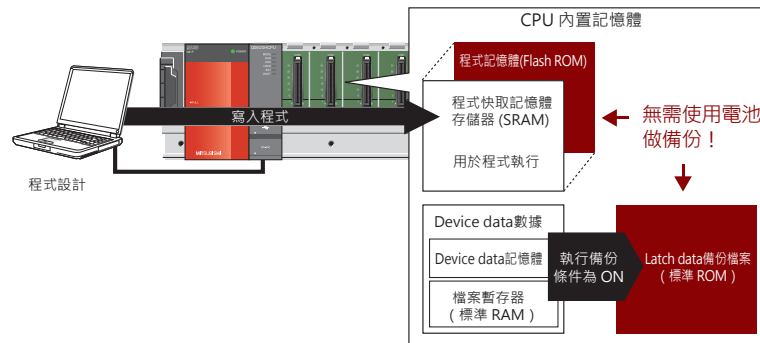 CPU 內置記憶體
程式記憶體(Flash ROM)
程式快取記憶體
存儲器 (SRAM)
用於程式執行
寫入程式
無需使用電池
做備份！
MITSUBISHI
程式設計
Device data數據
Device data記憶體
檔案暫存器
（標準 RAM）
執行備份
條件為 ON
Latch data備份檔案
（標準 ROM）